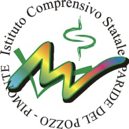 Istituto Comprensivo Statale
PARIDE DEL POZZO - PIMONTE